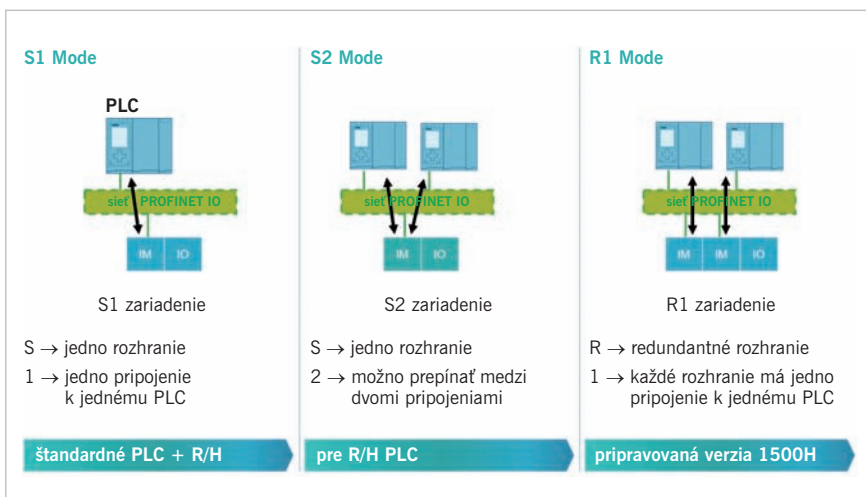 S1 Mode
PLC
sieť PROFINET IO
IM IO
S1 zariadenie
S → jedno rozhranie
1 → jedno pripojenie
k jednému PLC
štandardné PLC + R/H
S2 Mode
sieť PROFINET IO
IM IO
S2 zariadenie
S → jedno rozhranie
2 → možno prepínať medzi
dvomi pripojeniami
pre R/H PLC
R1 Mode
sieť PROFINET IO
IM IM IO
R1 zariadenie
R → redundantné rozhranie
1 → každé rozhranie má jedno
pripojenie k jednému PLC
pripravovaná verzia 1500H